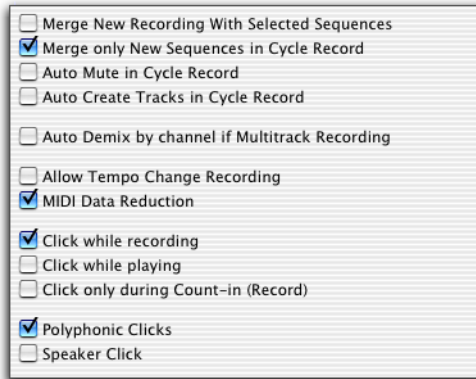 Merge New Recording With Selected Sequences
Merge only New Sequences in Cycle Record
Auto Mute in Cycle Record
Auto Create Tracks in Cycle Record
Auto Demix by channel if Multitrack Recording
Allow Tempo Change Recording
MIDI Data Reduction
Click while recording
Click while playing
Click only during Count-in (Record)
Polyphonic Clicks
Speaker Click